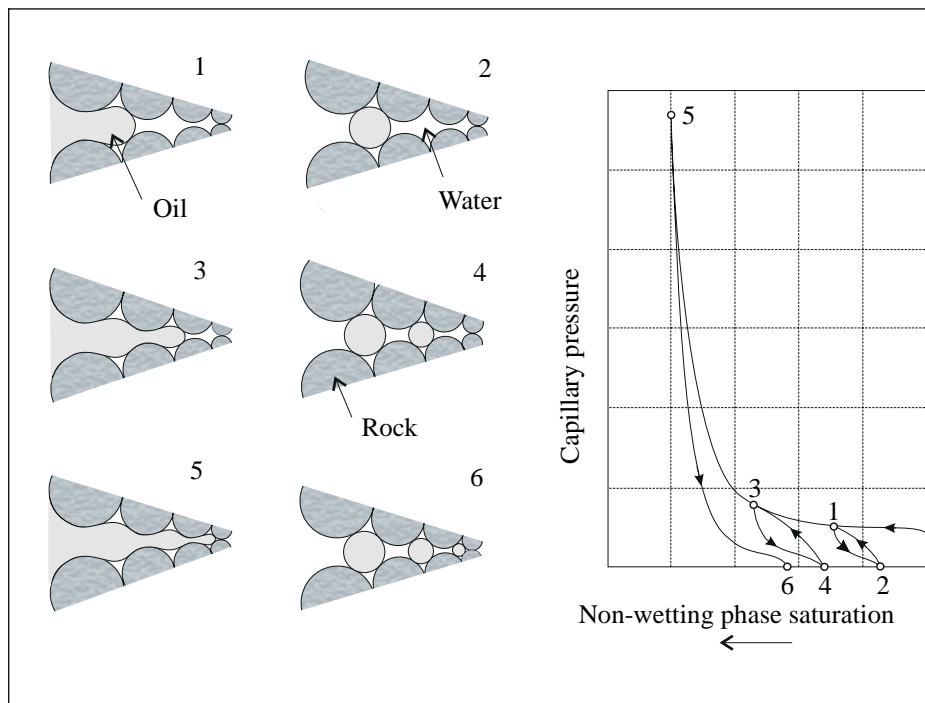 1
2
Oil
Water
3
4
Rock
5
6
5
3
1
6
4
2
Capillary pressure
Non-wetting phase saturation